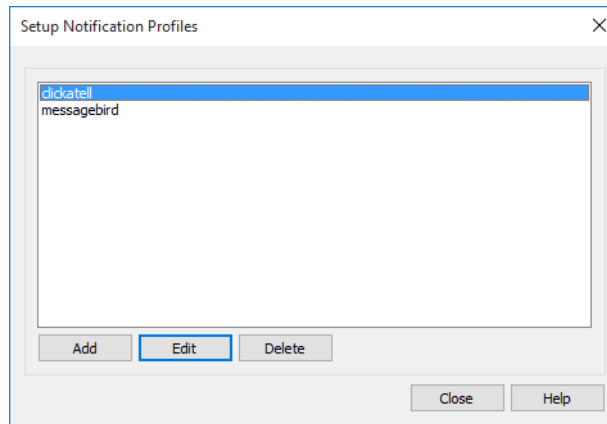 Setup Notification Profiles
clickatell
messagebird
Add Edit Delete
Close Help